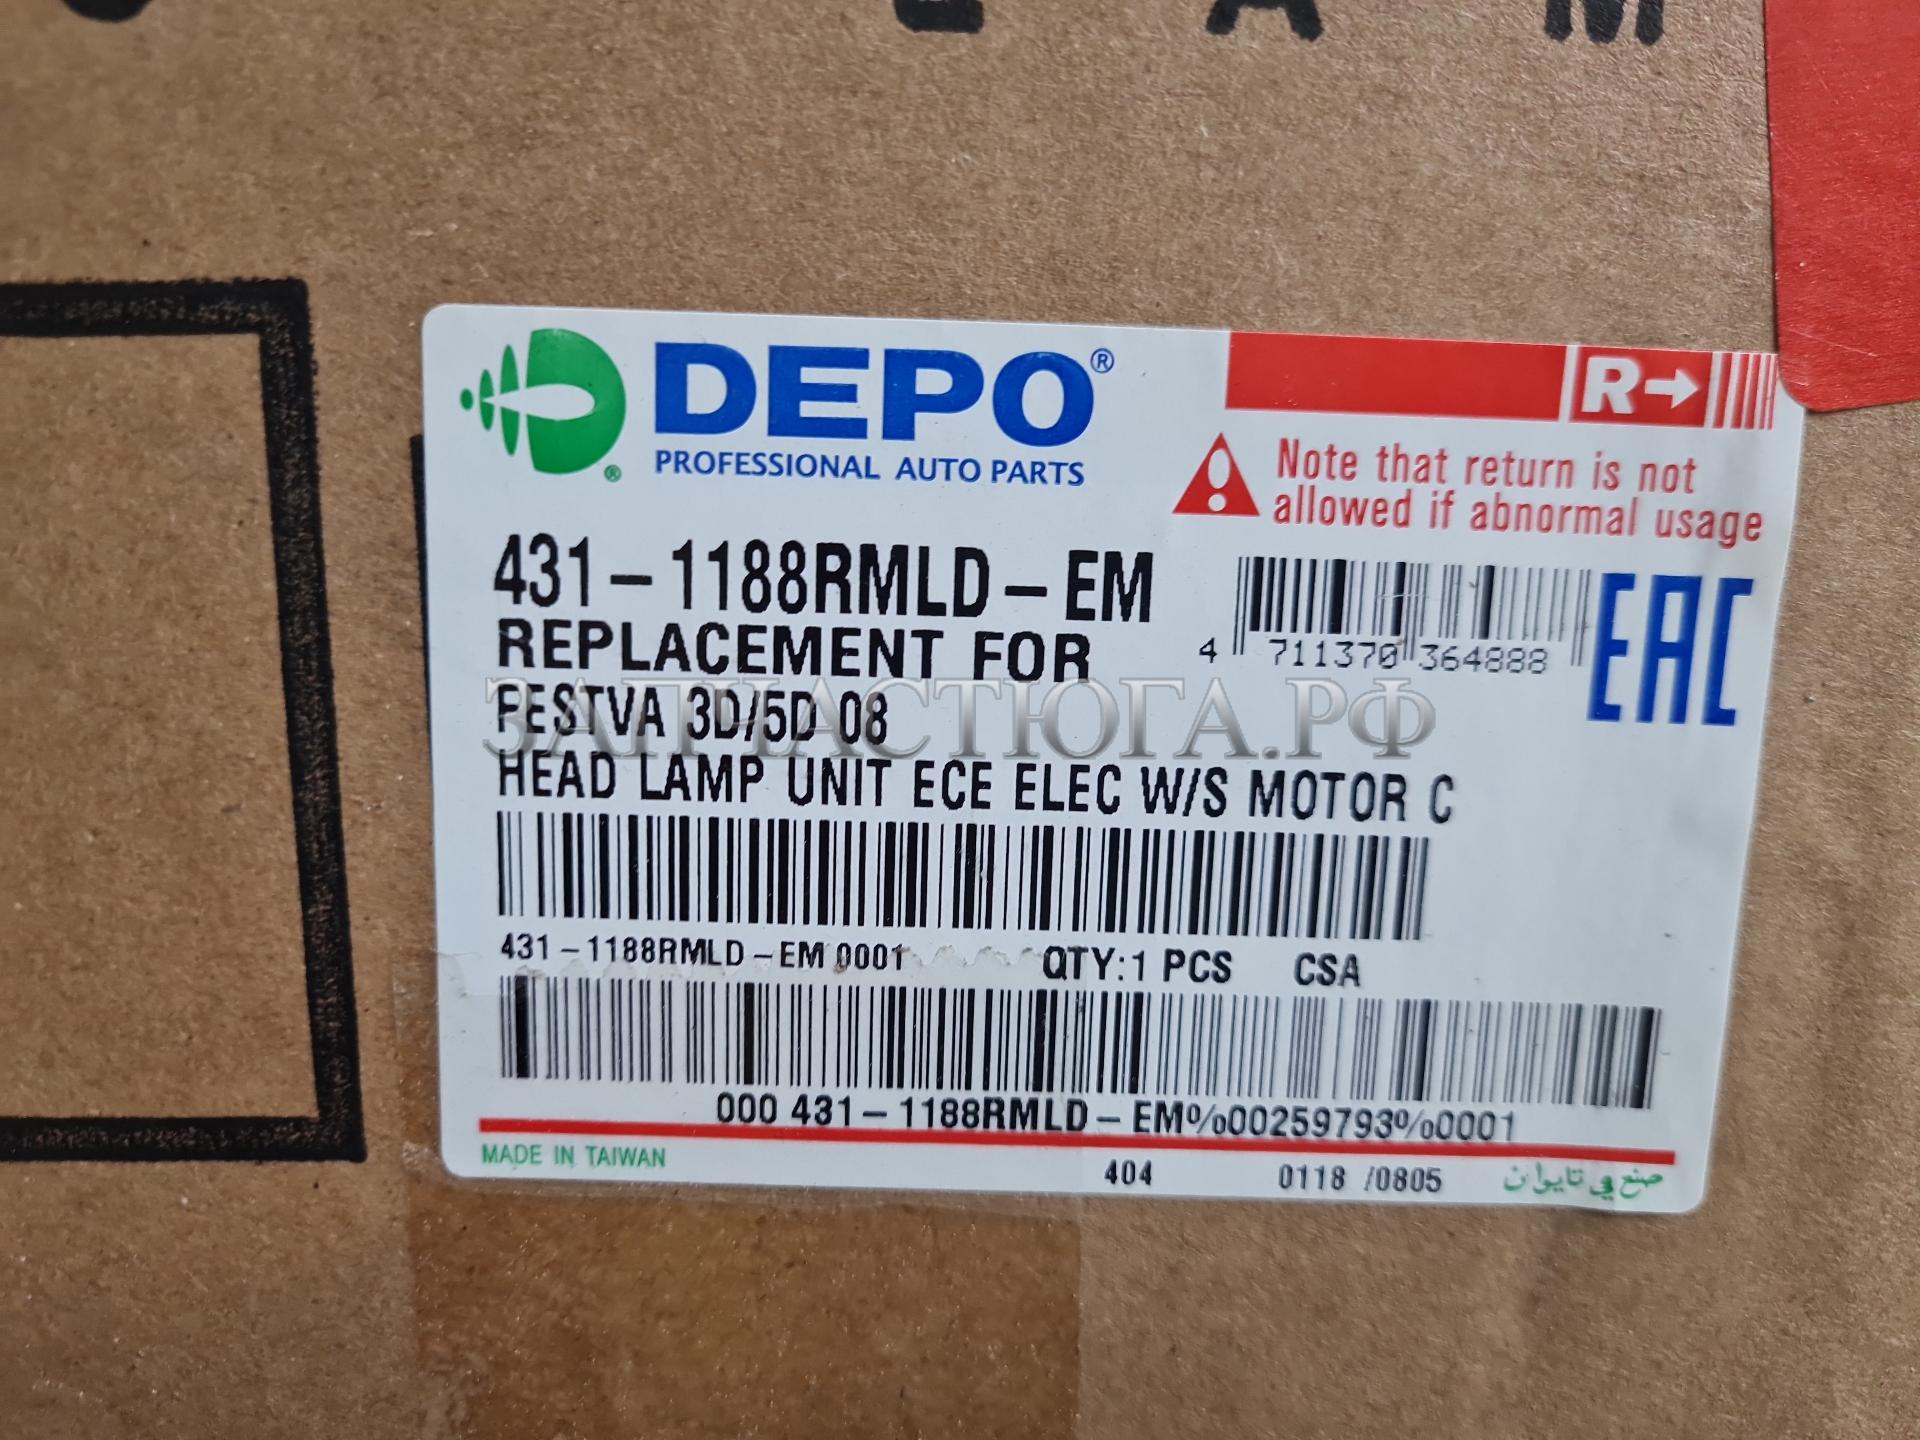 DEPO®
PROFESSIONAL AUTO PARTS
®
R→
Note that return is not
allowed if abnormal usage
431-1188RMLD-EM
REPLACEMENT FOR
FESTVA 3D/5D 08
HEAD LAMP UNIT ECE ELEC W/S MOTOR C
4 711370 364888
EAC
ЗАПЧАСТЮГА.РФ
431-1188RMLD-EM 0001 QTY:1 PCS CSA
000 431-1188RMLD-EM%00259793%0001
MADE IN TAIWAN 404 0118 /0805 صنع في تايوان